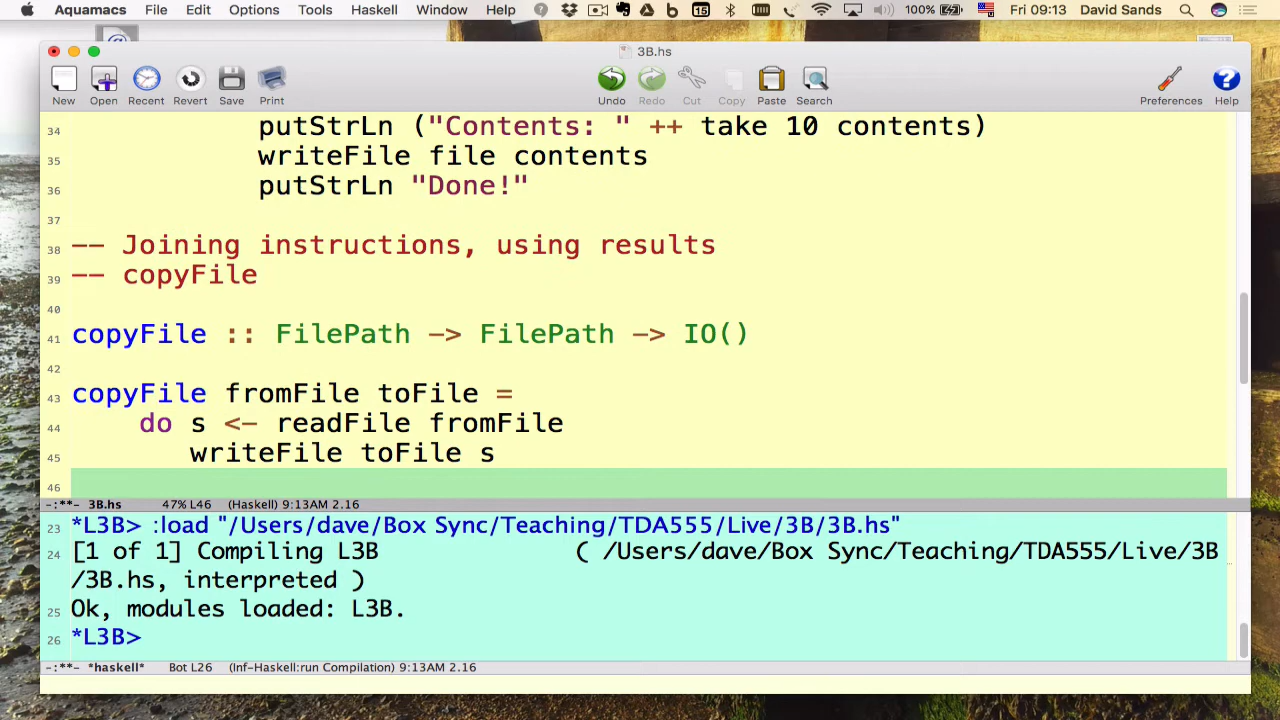 Aquamacs File Edit Options Tools Haskell Window Help 15 100% Fri 09:13 David Sands
3B.hs
New Open Recent Revert Save Print Undo Redo Cut Copy Paste Search Preferences Help
34 putStrLn ("Contents: " ++ take 10 contents)
35 writeFile file contents
36 putStrLn "Done!"
37
38 -- Joining instructions, using results
39 -- copyFile
40
41 copyFile :: FilePath -> FilePath -> IO()
42
43 copyFile fromFile toFile =
44 do s <- readFile fromFile
45 writeFile toFile s
46
-:**- 3B.hs 47% L46 (Haskell) 9:13AM 2.16
23 *L3B> :load "/Users/dave/Box Sync/Teaching/TDA555/Live/3B/3B.hs"
24 [1 of 1] Compiling L3B ( /Users/dave/Box Sync/Teaching/TDA555/Live/3B
/3B.hs, interpreted )
25 Ok, modules loaded: L3B.
26 *L3B>
-:**- *haskell* Bot L26 (Inf-Haskell:run Compilation) 9:13AM 2.16